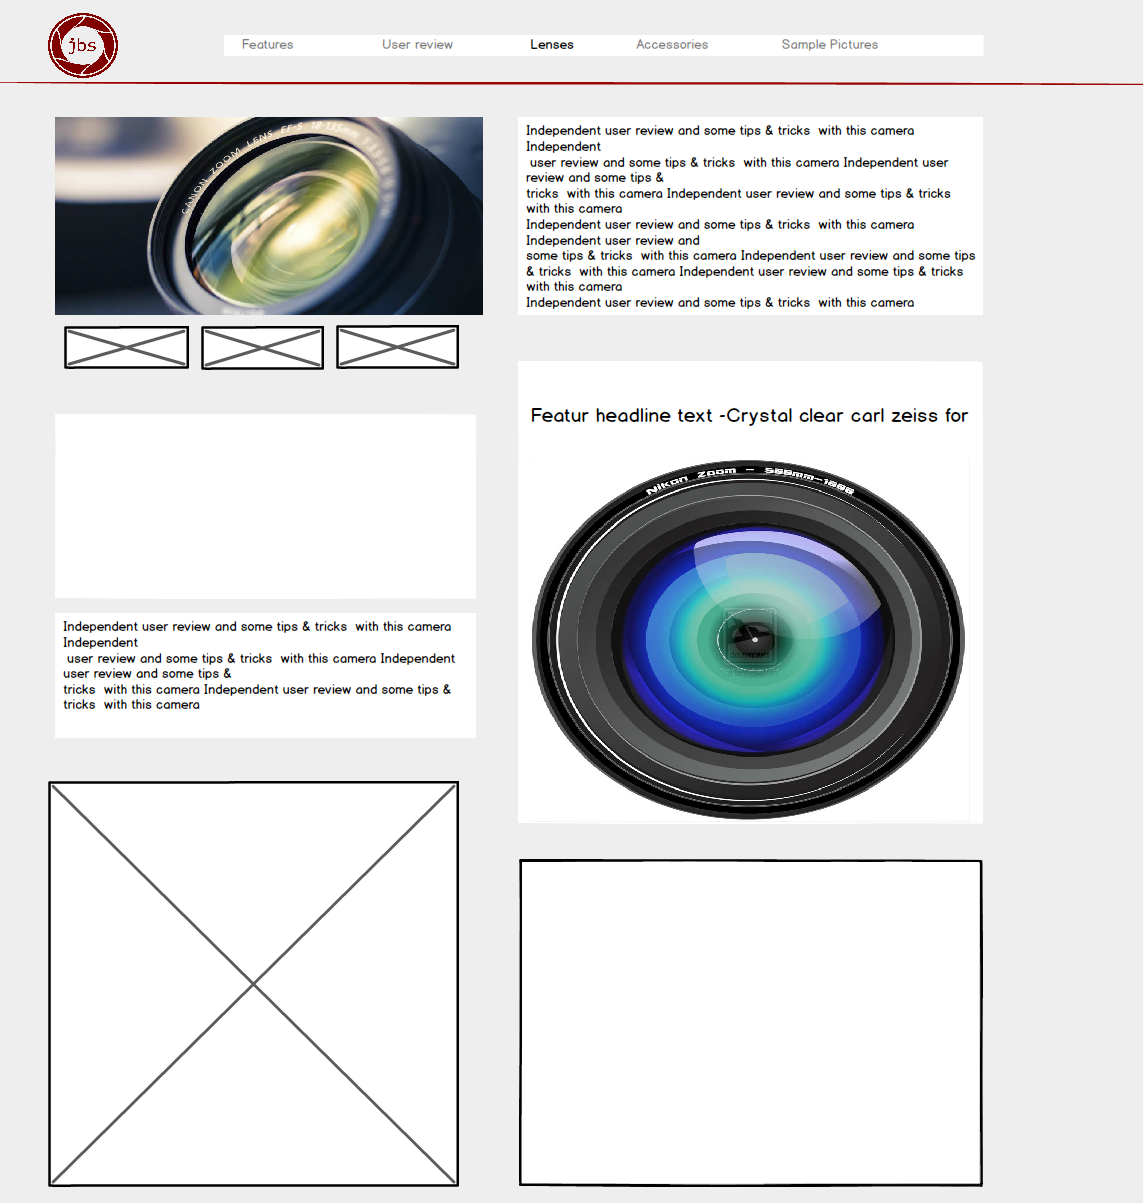 jbs
Features
User review
Lenses
Accessories
Sample Pictures
CANON ZOOM LENS EF-S 18-135mm
Independent user review and some tips & tricks  with this camera
Independent
 user review and some tips & tricks  with this camera Independent user
review and some tips &
tricks  with this camera Independent user review and some tips & tricks
with this camera
Independent user review and some tips & tricks  with this camera
Independent user review and
some tips & tricks  with this camera Independent user review and some tips
& tricks  with this camera Independent user review and some tips & tricks
with this camera
Independent user review and some tips & tricks  with this camera
Featur headline text -Crystal clear carl zeiss for
Nikon Zoom -
Independent user review and some tips & tricks  with this camera
Independent
 user review and some tips & tricks  with this camera Independent
user review and some tips &
tricks  with this camera Independent user review and some tips &
tricks  with this camera